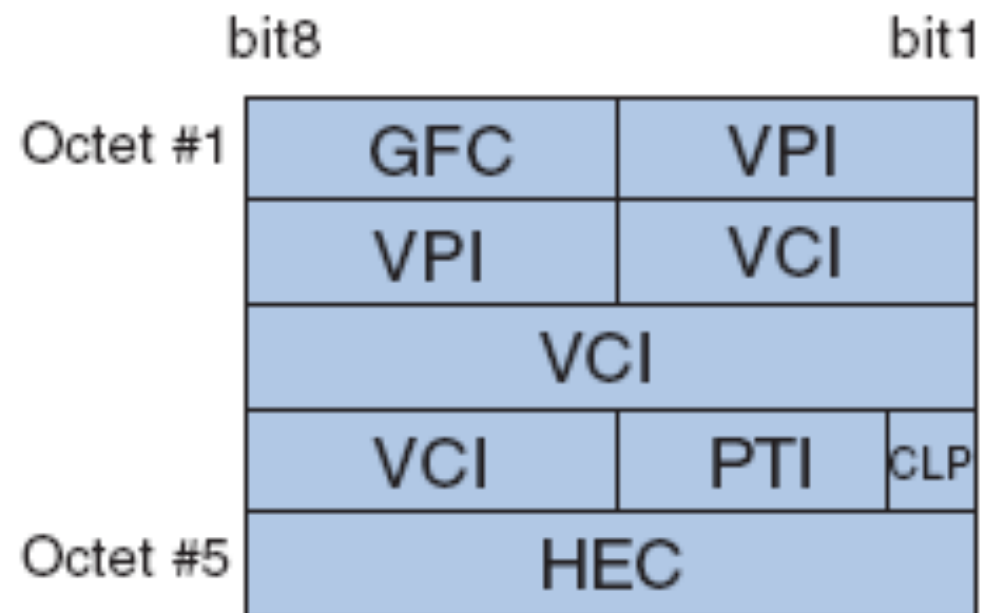 bit8 bit1
Octet #1 GFC VPI
VPI VCI
VCI
VCI PTI CLP
Octet #5 HEC